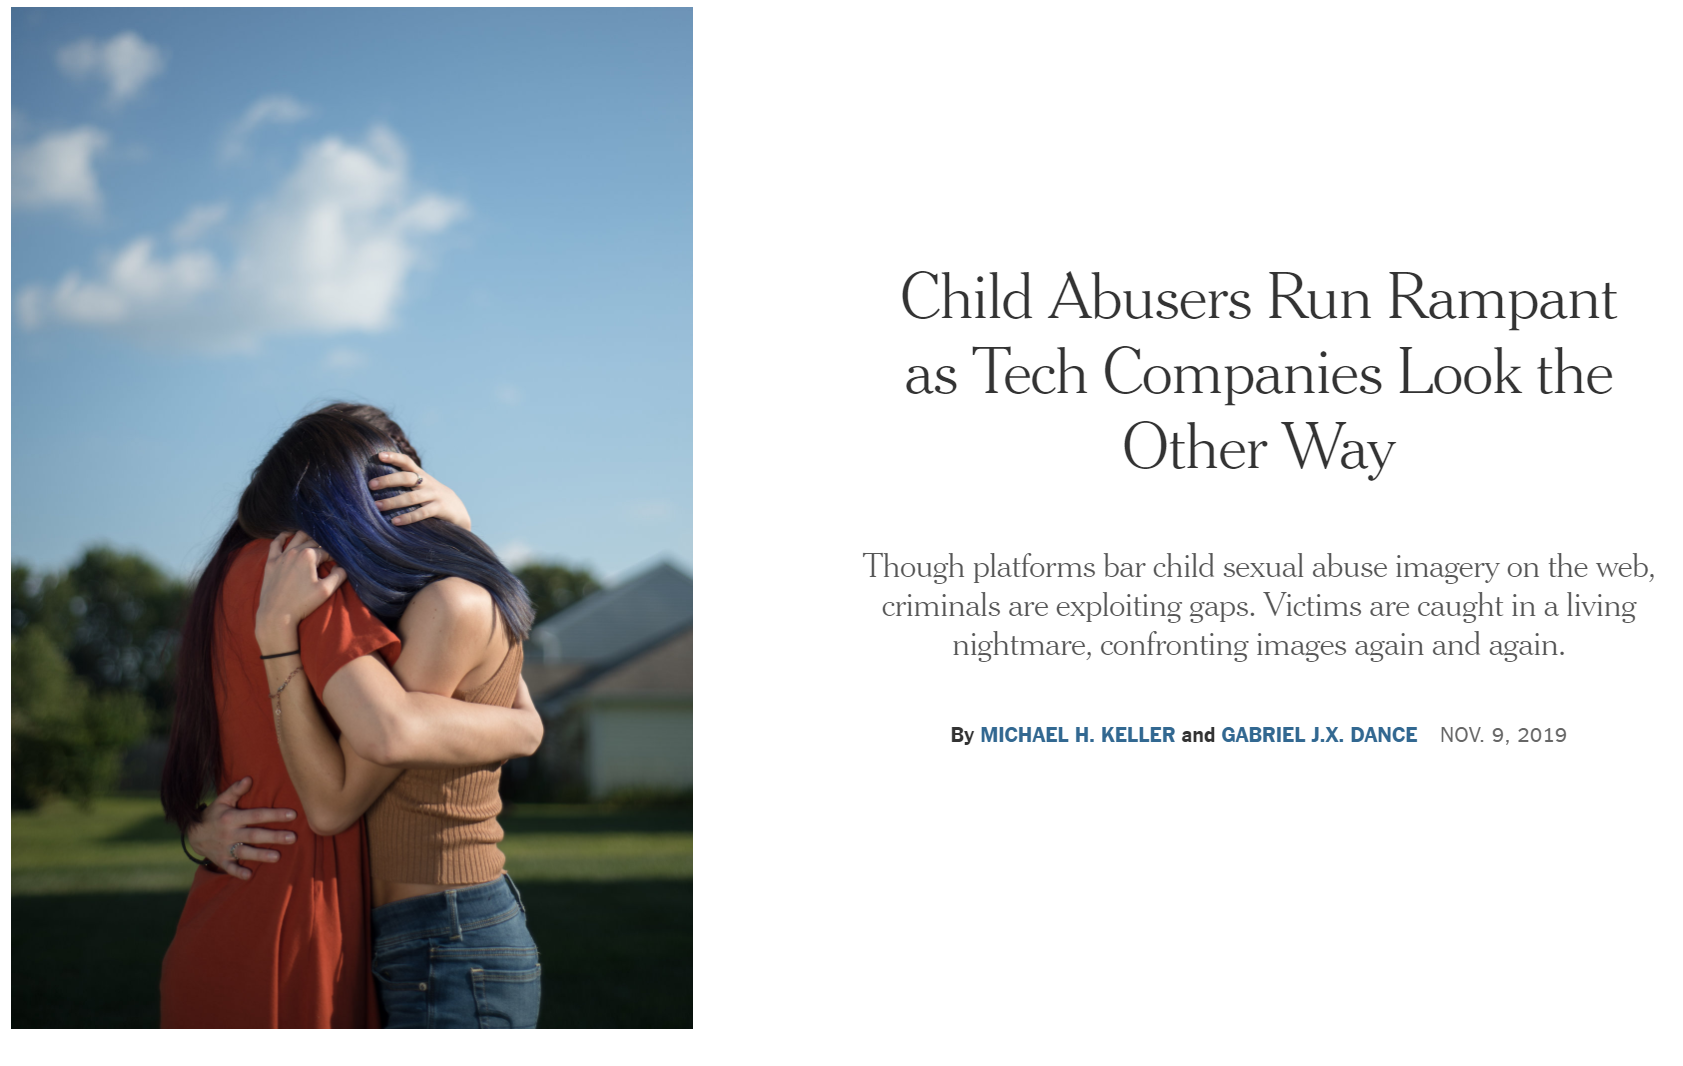 Child Abusers Run Rampant
as Tech Companies Look the
Other Way
Though platforms bar child sexual abuse imagery on the web,
criminals are exploiting gaps. Victims are caught in a living
nightmare, confronting images again and again.
By MICHAEL H. KELLER and GABRIEL J.X. DANCE NOV. 9, 2019